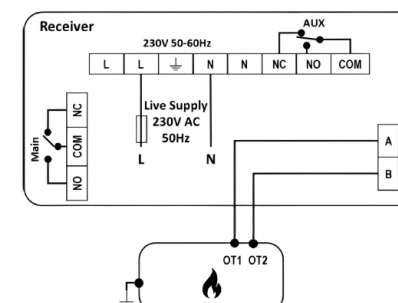 Receiver
AUX
230V 50-60Hz
L L N N NC NO COM
Live Supply
230V AC
50Hz
L N
Main
NC
COM
NO
A
B
OT1 OT2